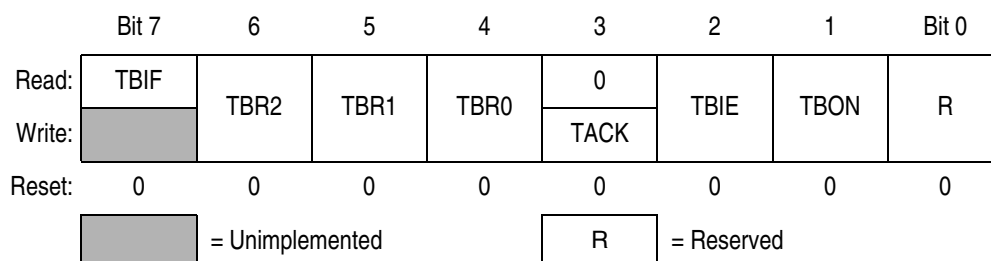 Bit 7 6 5 4 3 2 1 Bit 0
Read: TBIF TBR2 TBR1 TBR0 0 TBIE TBON R
Write: TACK
Reset: 0 0 0 0 0 0 0 0
= Unimplemented R = Reserved